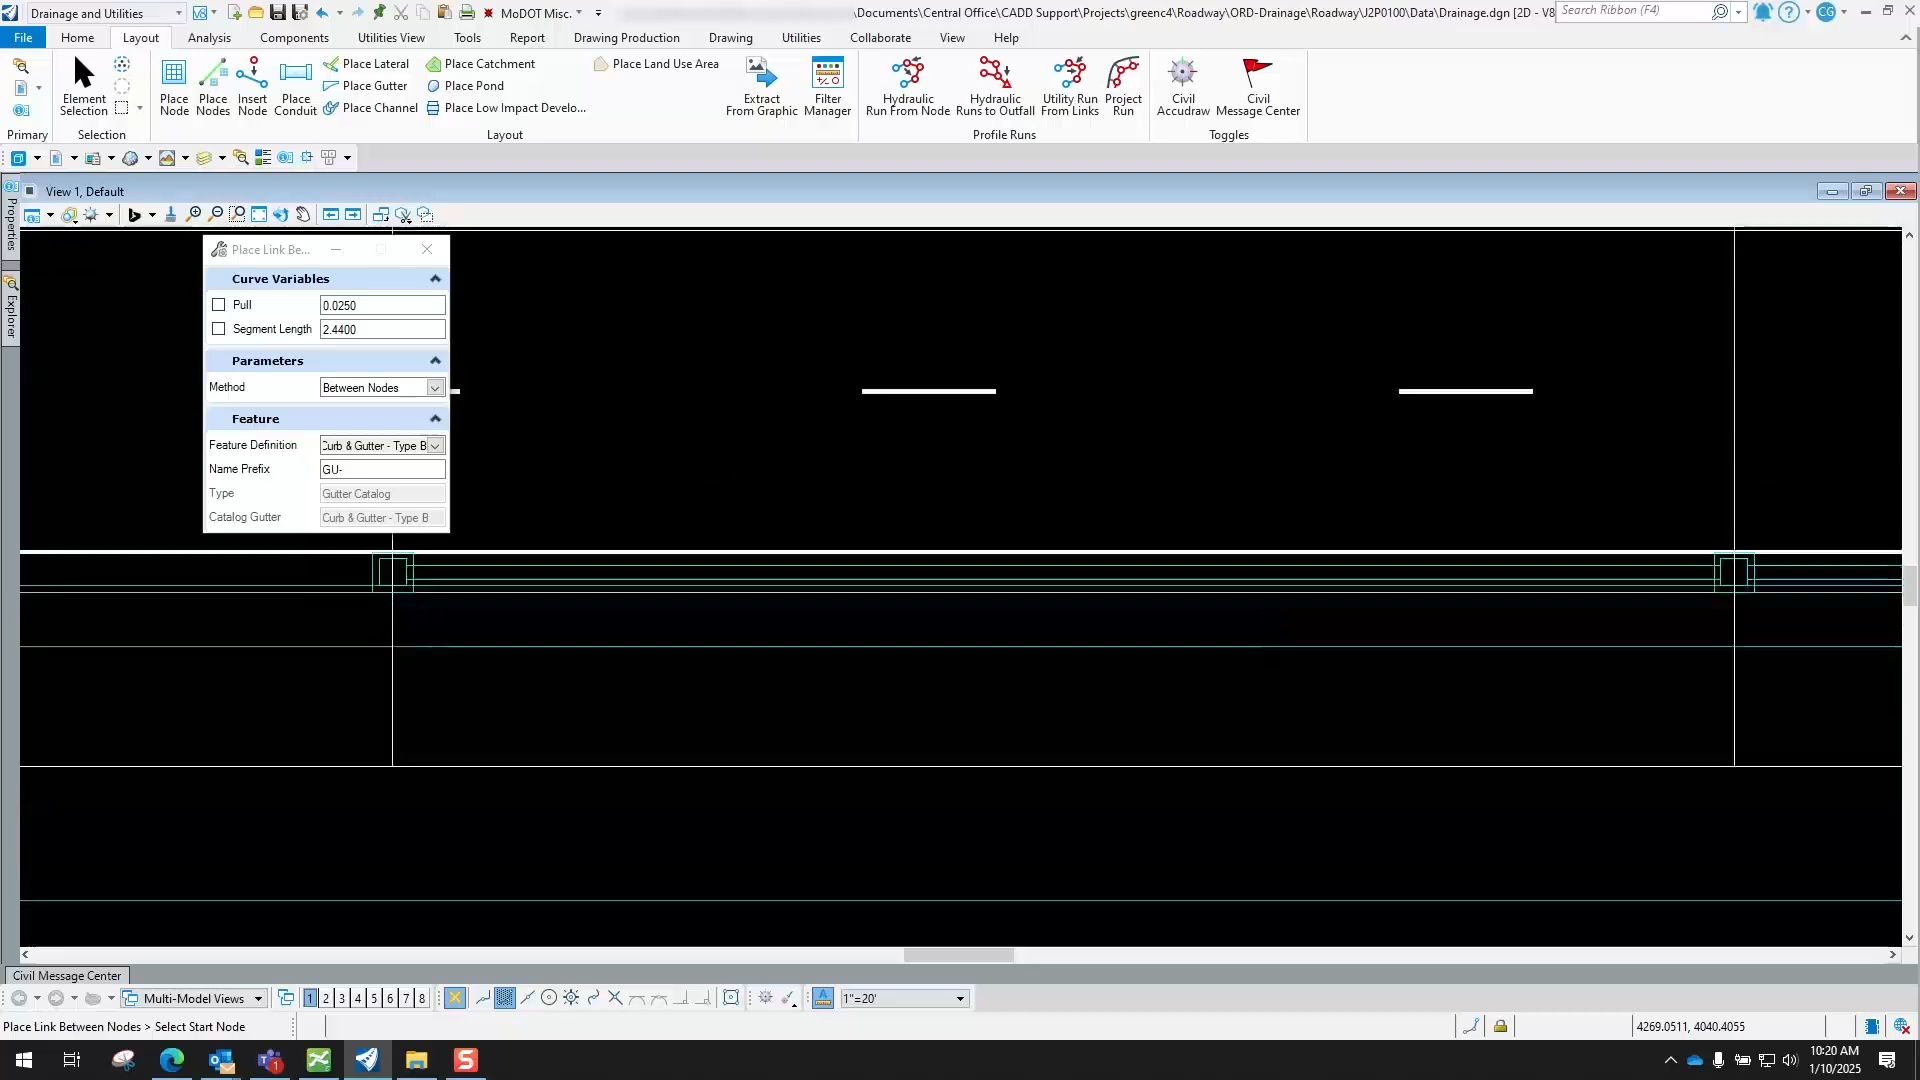 Drainage and Utilities
MoDOT Misc.
\Documents\Central Office\CADD Support\Projects\greenc4\Roadway\ORD-Drainage\Roadway\J2P0100\Data\Drainage.dgn [2D - V8
Search Ribbon (F4)
CG
File Home Layout Analysis Components Utilities View Tools Report Drawing Production Drawing Utilities Collaborate View Help
Element Selection
Place Node
Place Nodes
Insert Node
Place Conduit
Place Lateral
Place Gutter
Place Channel
Place Catchment
Place Pond
Place Low Impact Develo...
Place Land Use Area
Extract From Graphic
Filter Manager
Hydraulic Run From Node
Hydraulic Runs to Outfall
Utility Run From Links
Project Run
Civil Accudraw
Civil Message Center
Primary Selection Layout Profile Runs Toggles
View 1, Default
Properties
Explorer
Place Link Be...
Curve Variables
Pull 0.0250
Segment Length 2.4400
Parameters
Method Between Nodes
Feature
Feature Definition Curb & Gutter - Type B
Name Prefix GU-
Type Gutter Catalog
Catalog Gutter Curb & Gutter - Type B
Civil Message Center
Multi-Model Views 1 2 3 4 5 6 7 8 1"=20'
Place Link Between Nodes > Select Start Node
4269.0511, 4040.4055
10:20 AM
1/10/2025